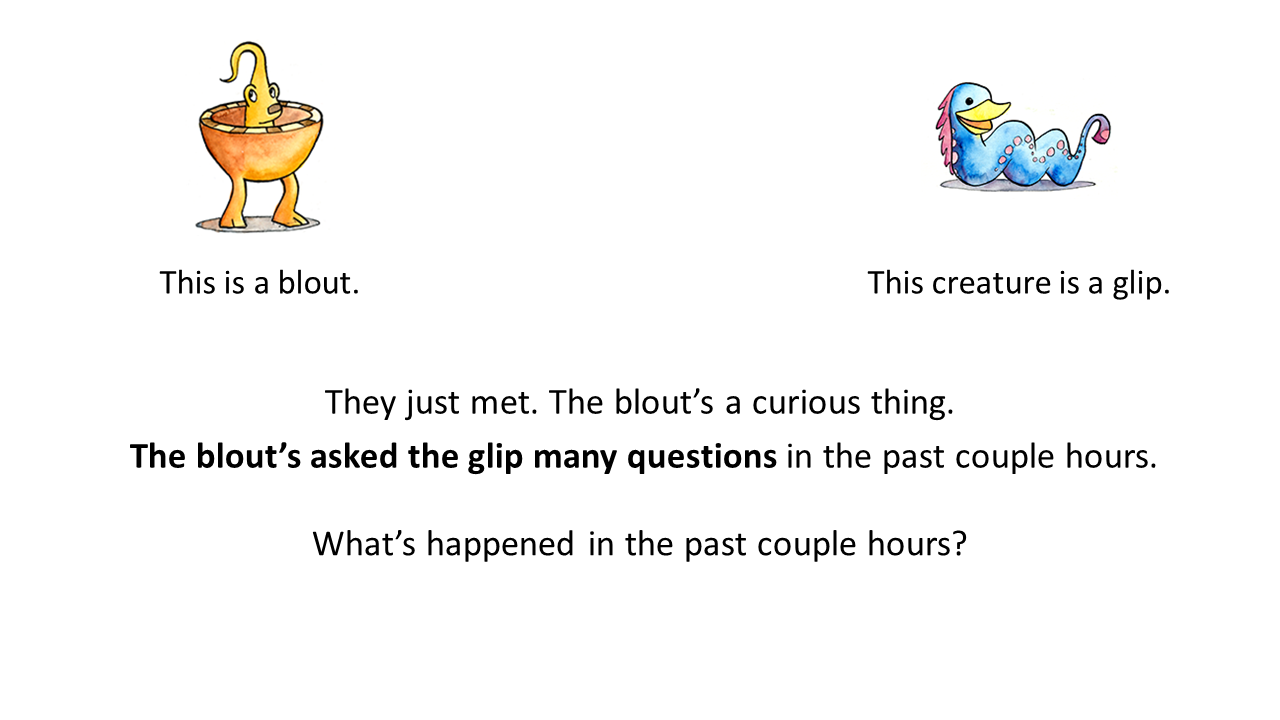 This is a blout.
This creature is a glip.
They just met. The blout’s a curious thing.
The blout’s asked the glip many questions in the past couple hours.
What’s happened in the past couple hours?